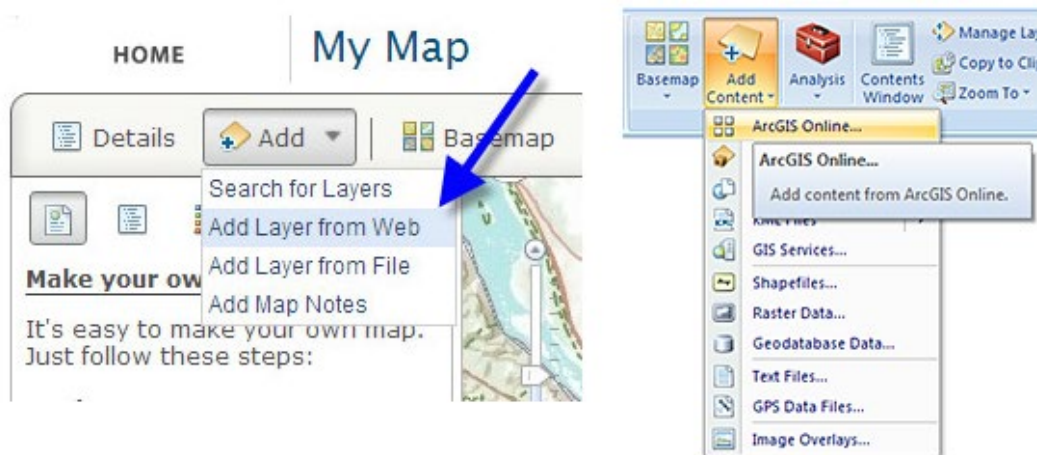 HOME
My Map
Details
Add
Basemap
Search for Layers
Add Layer from Web
Add Layer from File
Add Map Notes
Make your ow
It's easy to make your own map.
Just follow these steps:
Basemap
Add
Content
Analysis
Contents
Window
Manage Lay
Copy to Cli
Zoom To
ArcGIS Online...
ArcGIS Online...
Add content from ArcGIS Online.
KML Files
GIS Services...
Shapefiles...
Raster Data...
Geodatabase Data...
Text Files...
GPS Data Files...
Image Overlays...